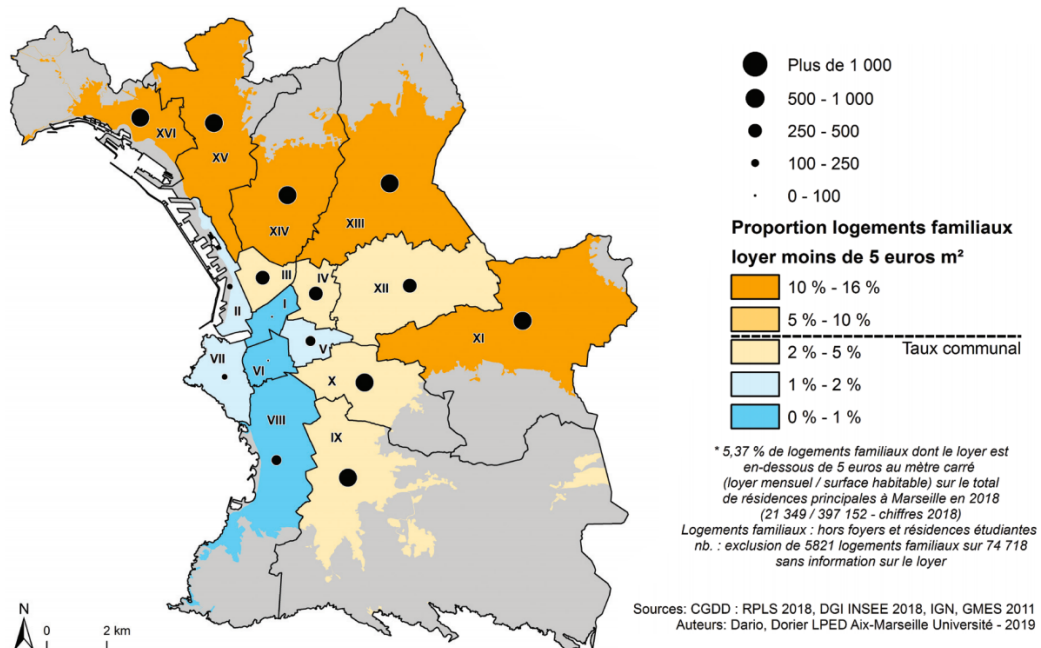 XVI
XV
XIV
XIII
III
IV
XII
II
I
V
XI
VII
VI
X
VIII
IX
N
0 2 km
Plus de 1 000
500 - 1 000
250 - 500
100 - 250
0 - 100
Proportion logements familiaux
loyer moins de 5 euros m²
10 % - 16 %
5 % - 10 %
Taux communal
2 % - 5 %
1 % - 2 %
0 % - 1 %
* 5,37 % de logements familiaux dont le loyer est
en-dessous de 5 euros au mètre carré
(loyer mensuel / surface habitable) sur le total
de résidences principales à Marseille en 2018
(21 349 / 397 152 - chiffres 2018)
Logements familiaux : hors foyers et résidences étudiantes
nb. : exclusion de 5821 logements familiaux sur 74 718
sans information sur le loyer
Sources: CGDD : RPLS 2018, DGI INSEE 2018, IGN, GMES 2011
Auteurs: Dario, Dorier LPED Aix-Marseille Université - 2019